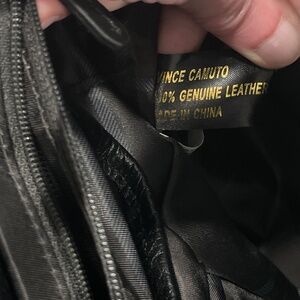 VINCE CAMUTO
0% GENUINE LEATHER
ADE IN CHINA